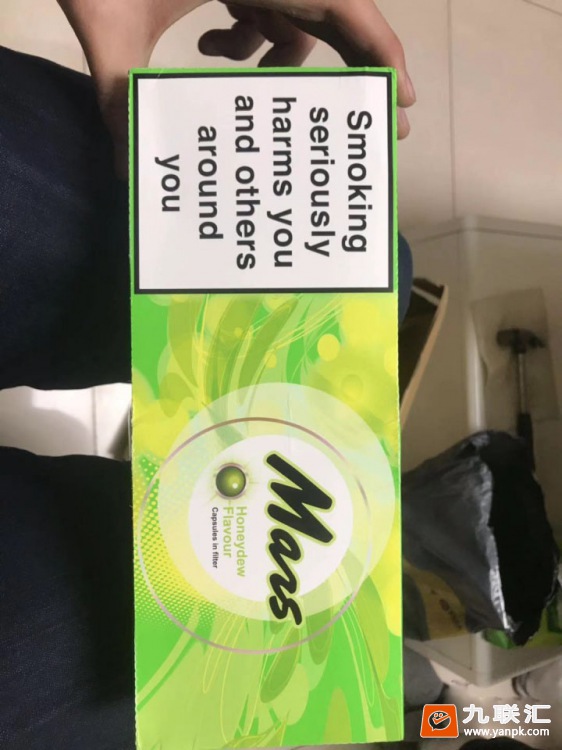 Smoking
seriously
harms you
and others
around
you
Mars
Honeydew
Flavour
Capsules in filter
九联汇
www.yanpk.com